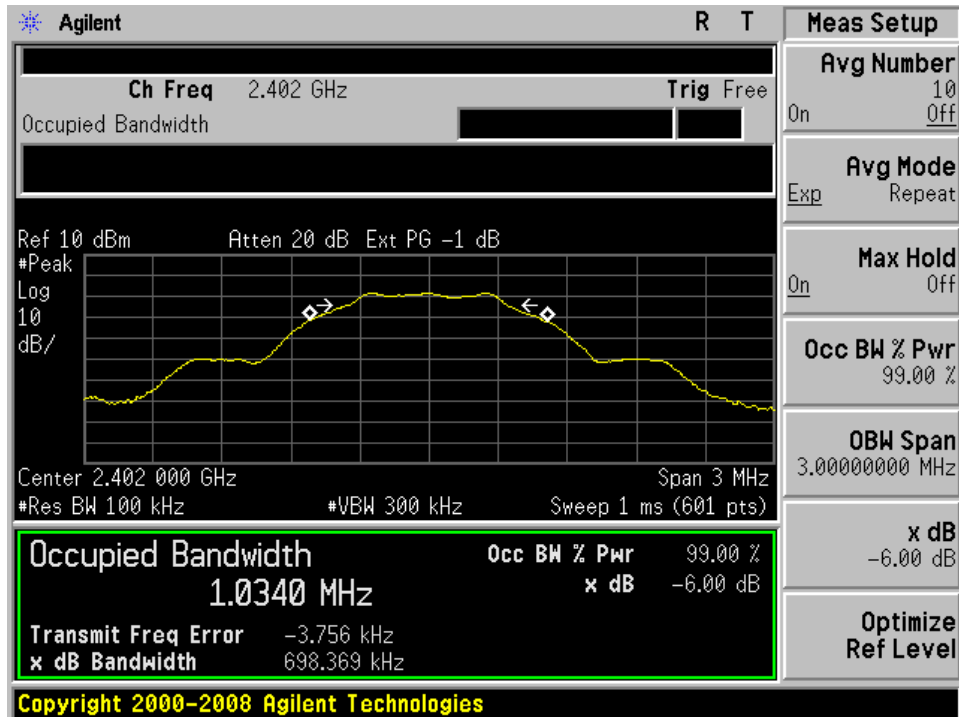 Agilent R T
Ch Freq 2.402 GHz Trig Free
Occupied Bandwidth
Ref 10 dBm Atten 20 dB Ext PG -1 dB
#Peak
Log
10
dB/
Center 2.402 000 GHz Span 3 MHz
#Res BW 100 kHz #VBW 300 kHz Sweep 1 ms (601 pts)
Occupied Bandwidth Occ BW % Pwr 99.00 %
1.0340 MHz x dB -6.00 dB
Transmit Freq Error -3.756 kHz
x dB Bandwidth 698.369 kHz
Copyright 2000-2008 Agilent Technologies
Meas Setup
Avg Number
10
On Off
Avg Mode
Exp Repeat
Max Hold
On Off
Occ BW % Pwr
99.00 %
OBW Span
3.00000000 MHz
x dB
-6.00 dB
Optimize
Ref Level